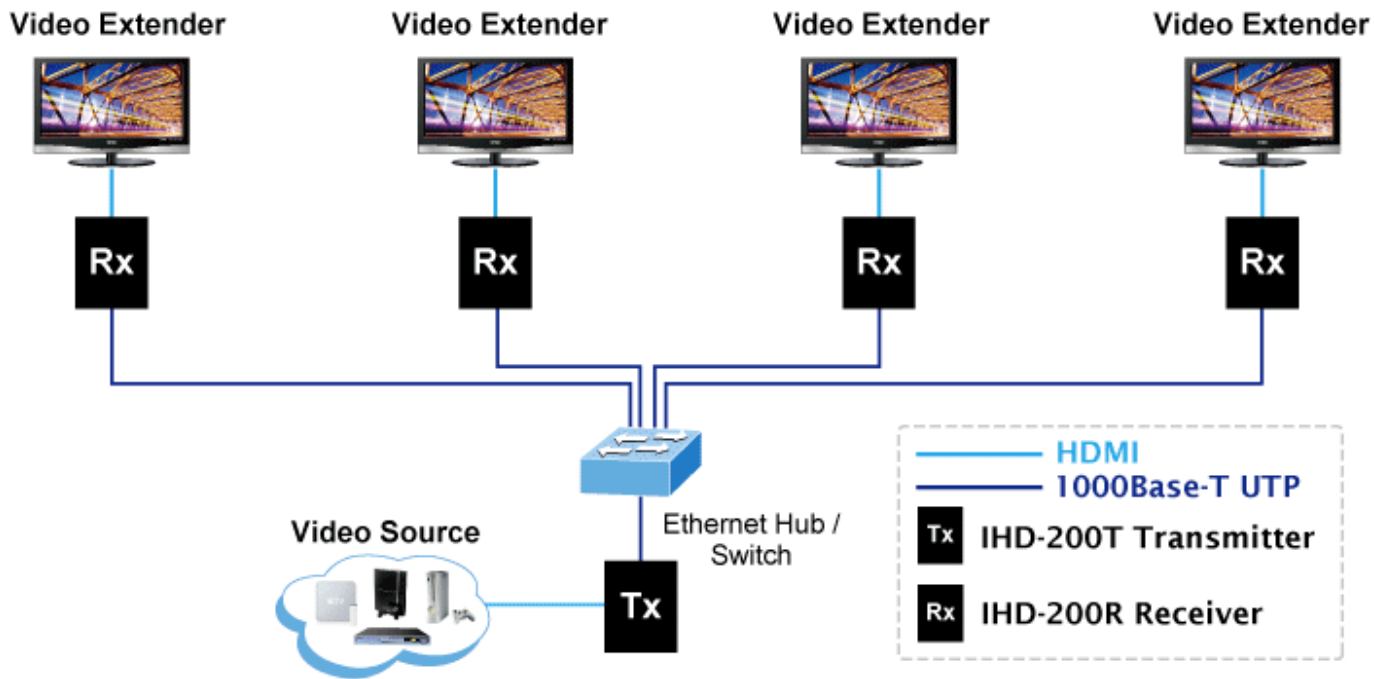 Video Extender
Video Extender
Video Extender
Video Extender
Rx
Rx
Rx
Rx
Ethernet Hub /
Switch
Video Source
Tx
HDMI
1000Base-T UTP
Tx IHD-200T Transmitter
Rx IHD-200R Receiver